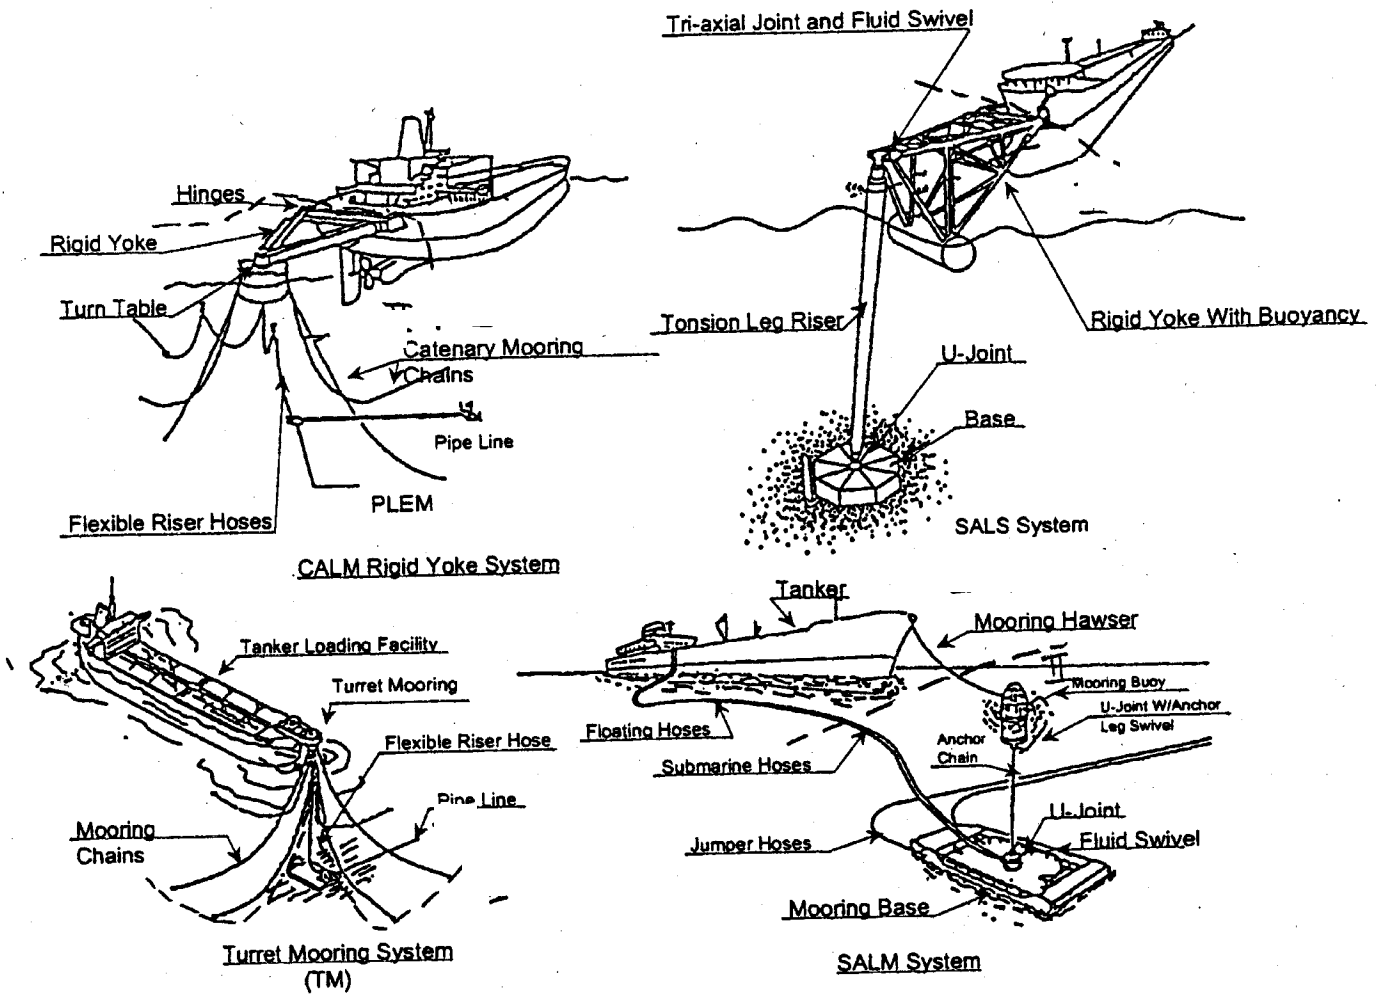 Tri-axial Joint and Fluid Swivel
Hinges
Rigid Yoke
Turn Table
Catenary Mooring
Chains
Pipe Line
PLEM
Flexible Riser Hoses
CALM Rigid Yoke System
Tonsion Leg Riser
Rigid Yoke With Buoyancy
U-Joint
Base
SALS System
Tanker Loading Facility
Turret Mooring
Flexible Riser Hose
Pipe Line
Mooring
Chains
Turret Mooring System
(TM)
Tanker
Mooring Hawser
Mooring Buoy
U-Joint W/Anchor
Leg Swivel
Anchor
Chain
Floating Hoses
Submarine Hoses
U-Joint
Fluid Swivel
Jumper Hoses
Mooring Base
SALM System